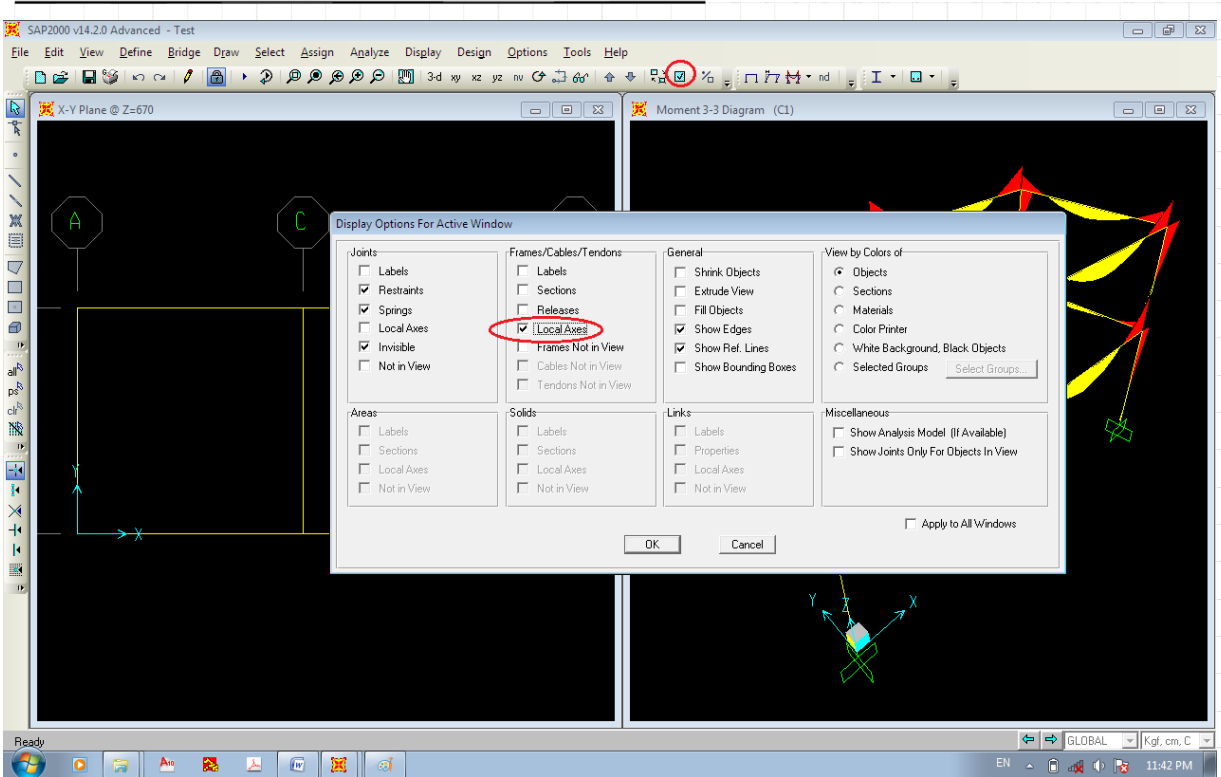 SAP2000 v14.2.0 Advanced - Test
File Edit View Define Bridge Draw Select Assign Analyze Display Design Options Tools Help
3-d xy xz yz nv nd
X-Y Plane @ Z=670
Moment 3-3 Diagram (C1)
A
C
Display Options For Active Window
Joints
Labels
Restraints
Springs
Local Axes
Invisible
Not in View
Frames/Cables/Tendons
Labels
Sections
Releases
Local Axes
Frames Not in View
Cables Not in View
Tendons Not in View
General
Shrink Objects
Extrude View
Fill Objects
Show Edges
Show Ref. Lines
Show Bounding Boxes
View by Colors of
Objects
Sections
Materials
Color Printer
White Background, Black Objects
Selected Groups Select Groups...
Areas
Labels
Sections
Local Axes
Not in View
Solids
Labels
Sections
Local Axes
Not in View
Links
Labels
Properties
Local Axes
Not in View
Miscellaneous
Show Analysis Model (If Available)
Show Joints Only For Objects In View
Apply to All Windows
OK Cancel
all
ps
clr
Y
X
Y Z X
Ready
GLOBAL Kgf, cm, C
EN 11:42 PM